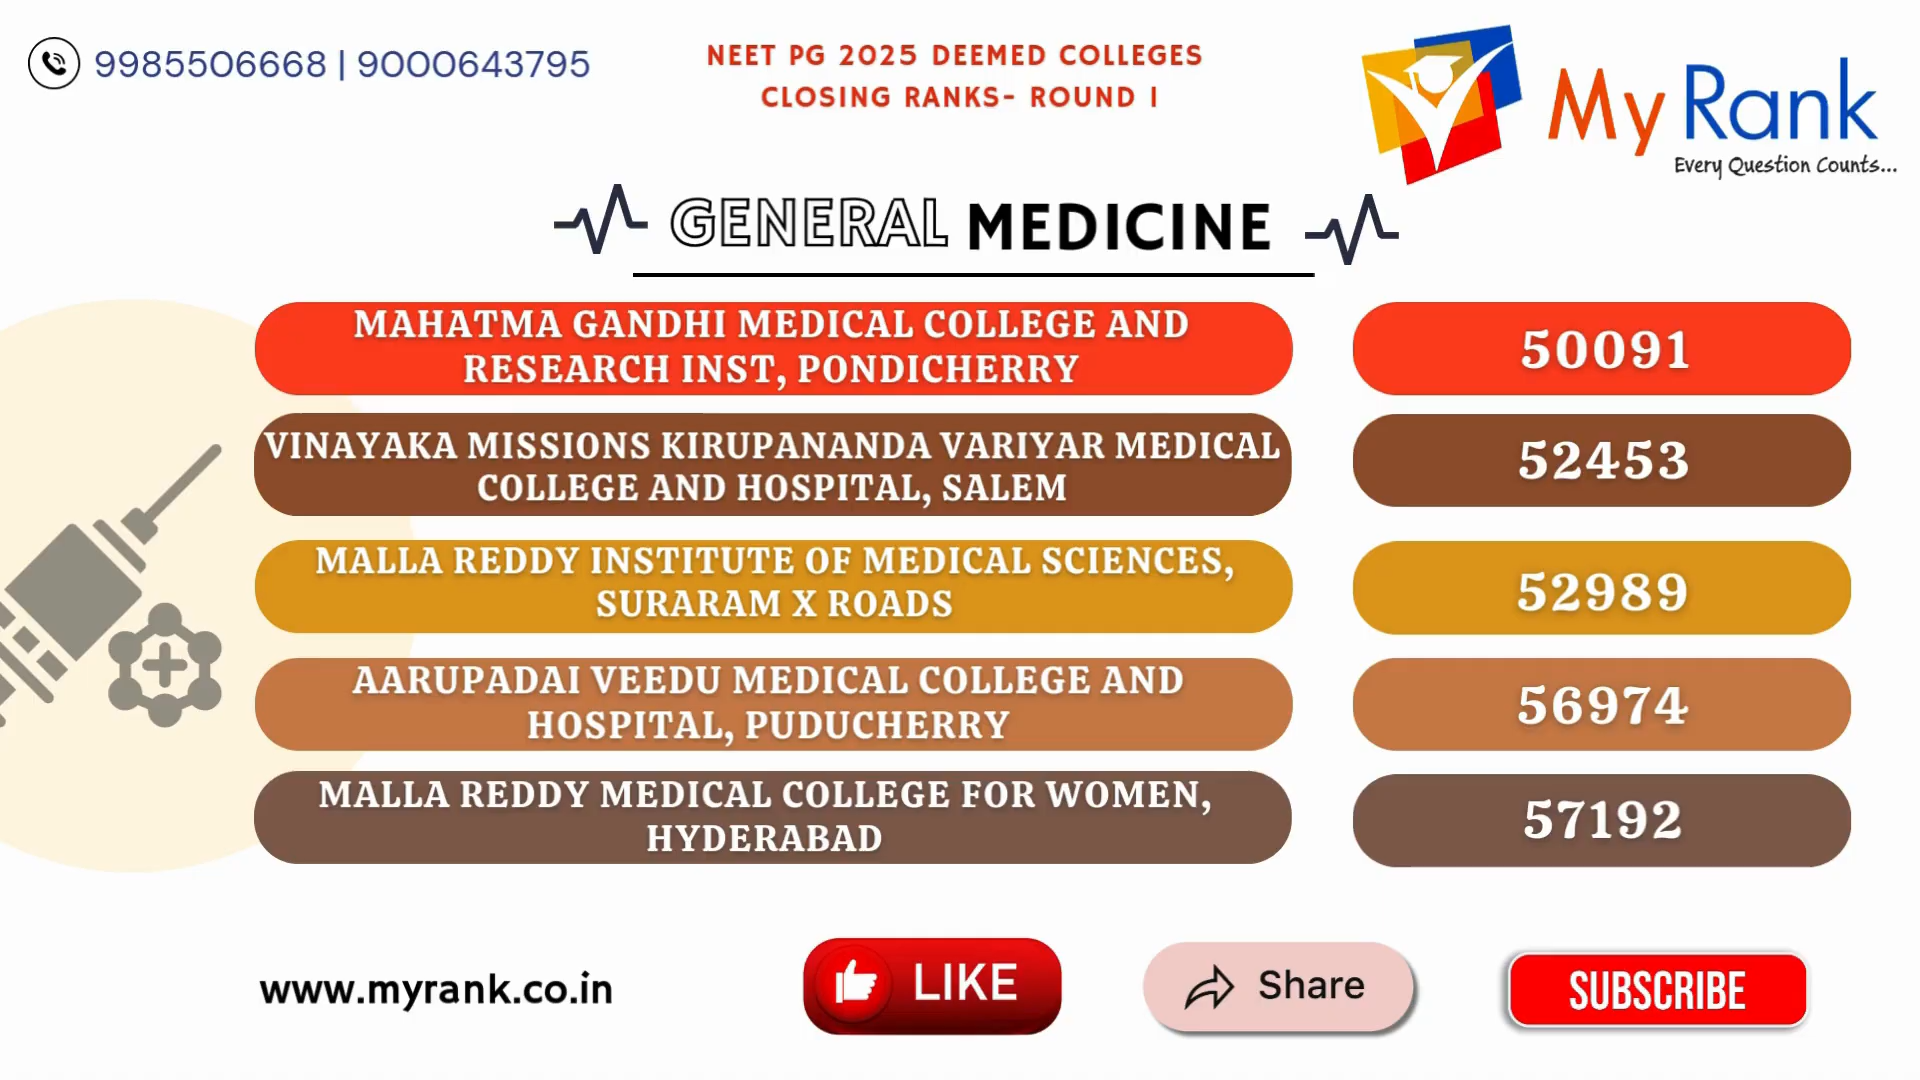 9985506668 | 9000643795
NEET PG 2025 DEEMED COLLEGES
CLOSING RANKS- ROUND 1
My Rank
Every Question Counts...
GENERAL MEDICINE
MAHATMA GANDHI MEDICAL COLLEGE AND
RESEARCH INST, PONDICHERRY
50091
VINAYAKA MISSIONS KIRUPANANDA VARIYAR MEDICAL
COLLEGE AND HOSPITAL, SALEM
52453
MALLA REDDY INSTITUTE OF MEDICAL SCIENCES,
SURARAM X ROADS
52989
AARUPADAI VEEDU MEDICAL COLLEGE AND
HOSPITAL, PUDUCHERRY
56974
MALLA REDDY MEDICAL COLLEGE FOR WOMEN,
HYDERABAD
57192
www.myrank.co.in
LIKE
Share
SUBSCRIBE